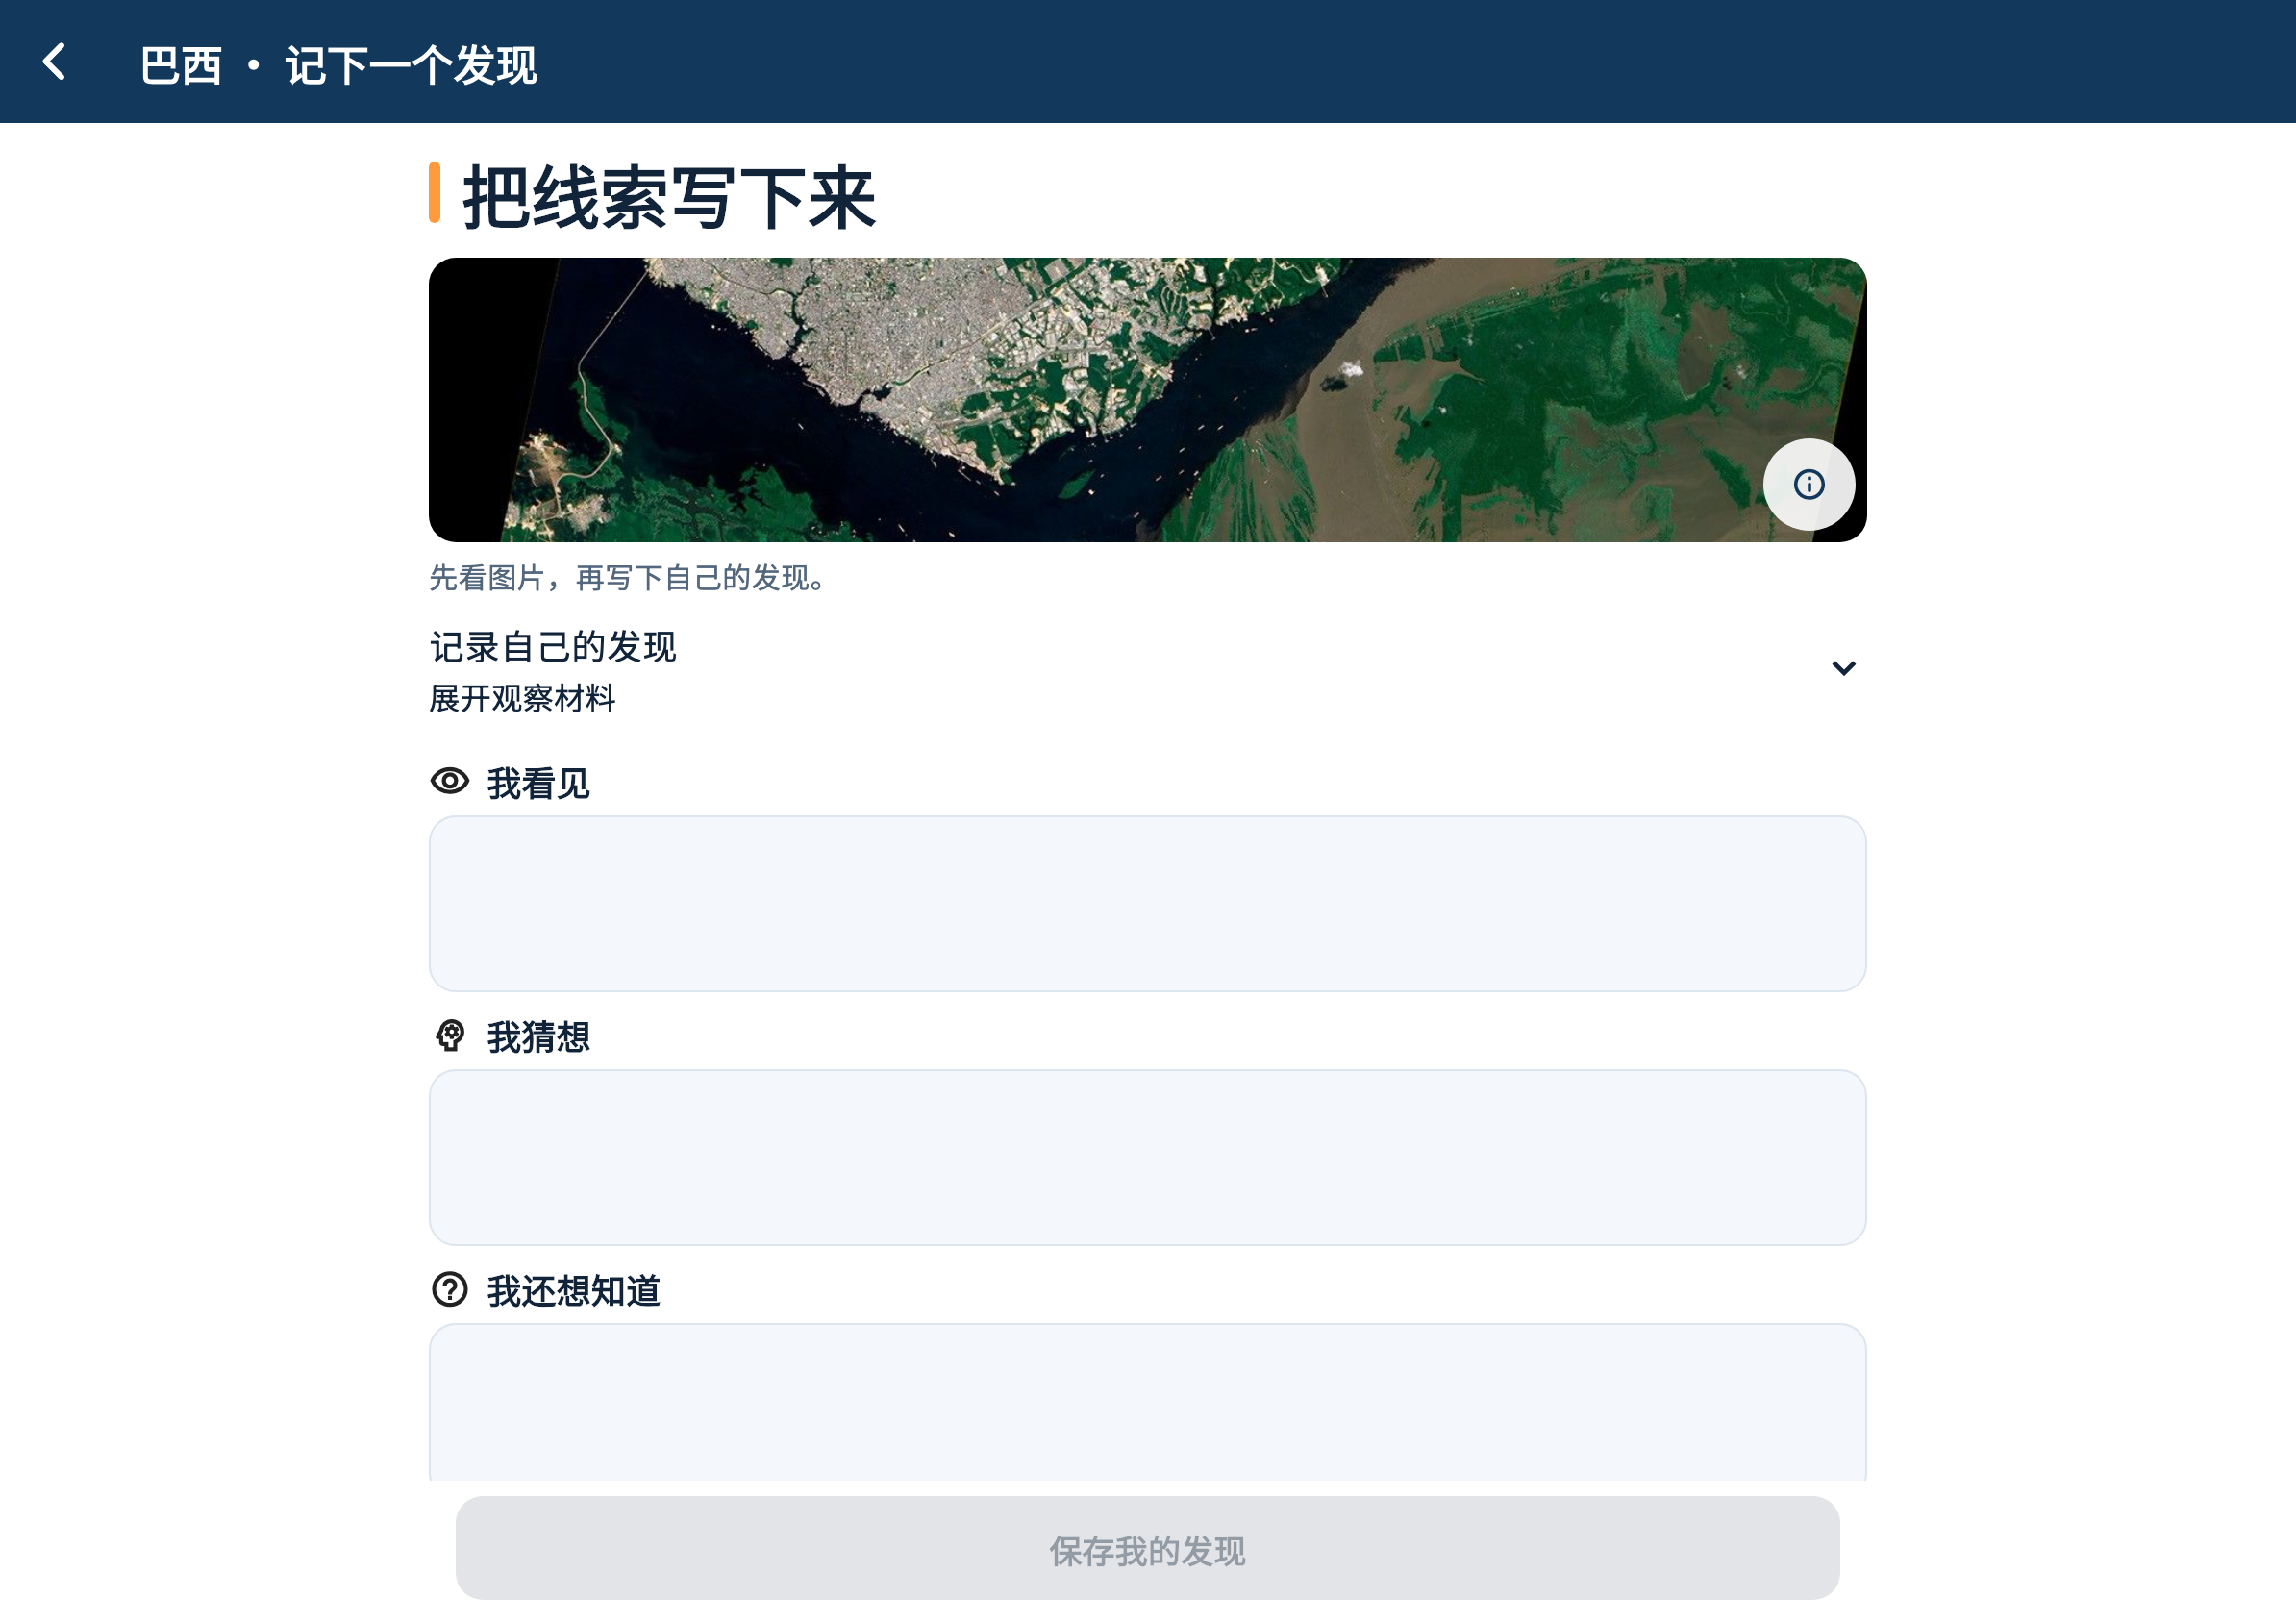 巴西 · 记下一个发现
把线索写下来
先看图片，再写下自己的发现。
记录自己的发现
展开观察材料
我看见
我猜想
我还想知道
保存我的发现